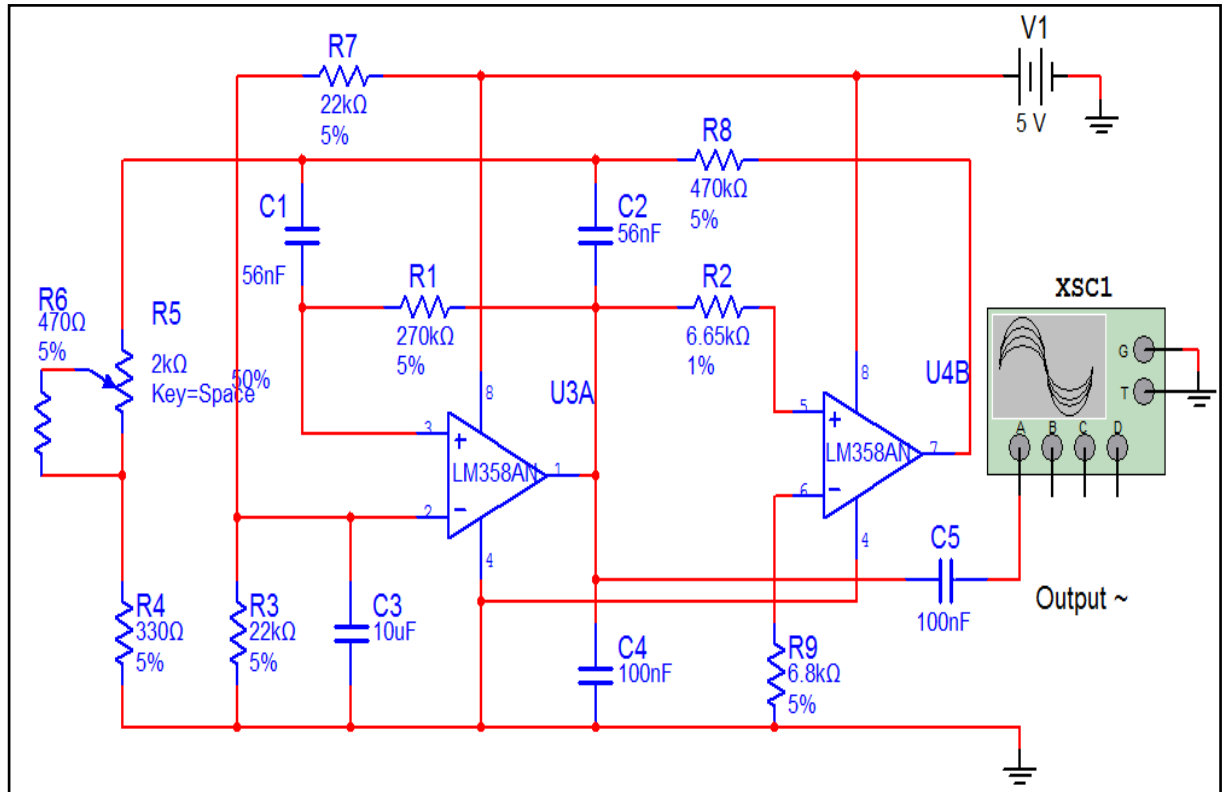 V1
5 V
R7
22kΩ
5%
R8
470kΩ
5%
C1
56nF
C2
56nF
R1
270kΩ
5%
R2
6.65kΩ
1%
XSC1
G
T
A
B
C
D
R6
470Ω
5%
R5
2kΩ
50%
Key=Space
U3A
8
3
+
LM358AN
1
2
−
4
U4B
8
5
+
LM358AN
7
6
−
4
C5
100nF
Output ~
R4
330Ω
5%
R3
22kΩ
5%
C3
10uF
C4
100nF
R9
6.8kΩ
5%